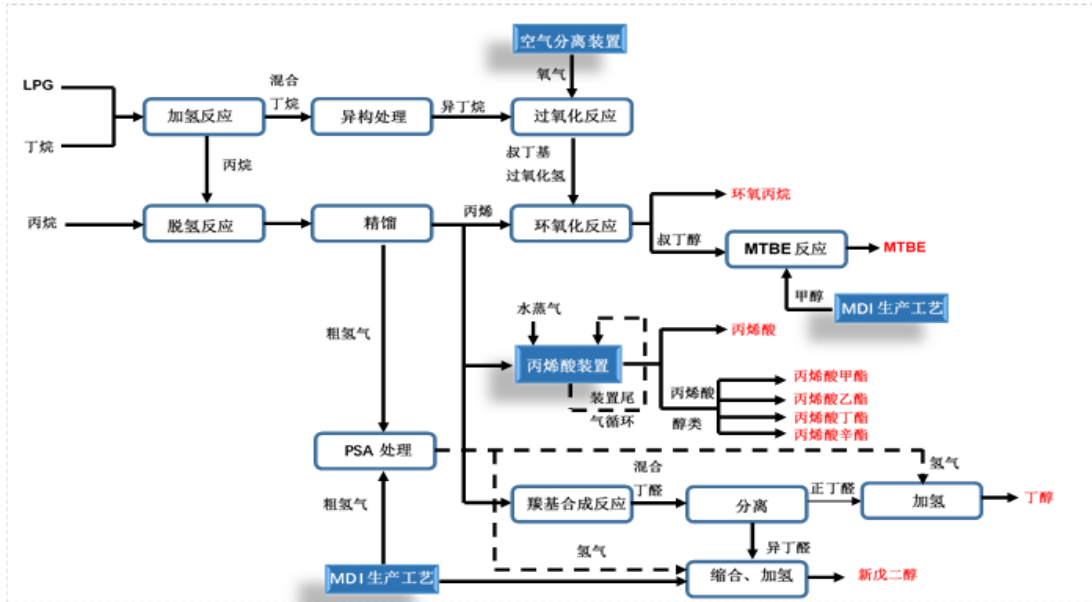 空气分离装置
LPG
混合
氧气
加氢反应
丁烷
异构处理
异丁烷
过氧化反应
丁烷
丙烷
叔丁基
过氧化氢
环氧丙烷
丙烷
脱氢反应
精馏
丙烯
环氧化反应
叔丁醇
MTBE 反应
MTBE
甲醇
MDI 生产工艺
水蒸气
粗氢气
丙烯酸
丙烯酸装置
丙烯酸
醇类
丙烯酸甲酯
丙烯酸乙酯
丙烯酸丁酯
丙烯酸辛酯
装置尾
气循环
PSA 处理
混合
丁醛
氢气
粗氢气
羰基合成反应
分离
正丁醛
加氢
丁醇
氢气
异丁醛
MDI 生产工艺
缩合、加氢
新戊二醇